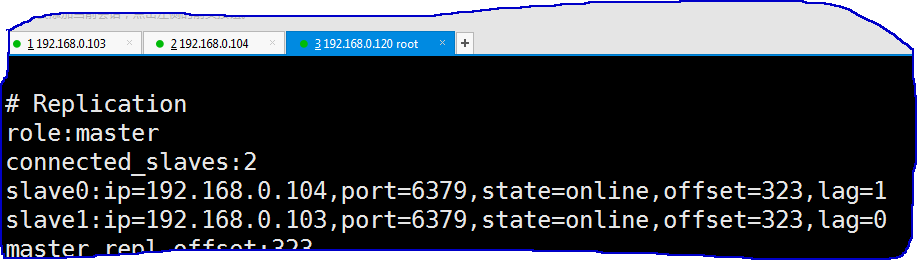 1 192.168.0.103 ×
2 192.168.0.104 ×
3 192.168.0.120 root ×
+
# Replication
role:master
connected_slaves:2
slave0:ip=192.168.0.104,port=6379,state=online,offset=323,lag=1
slave1:ip=192.168.0.103,port=6379,state=online,offset=323,lag=0
master_repl_offset:323